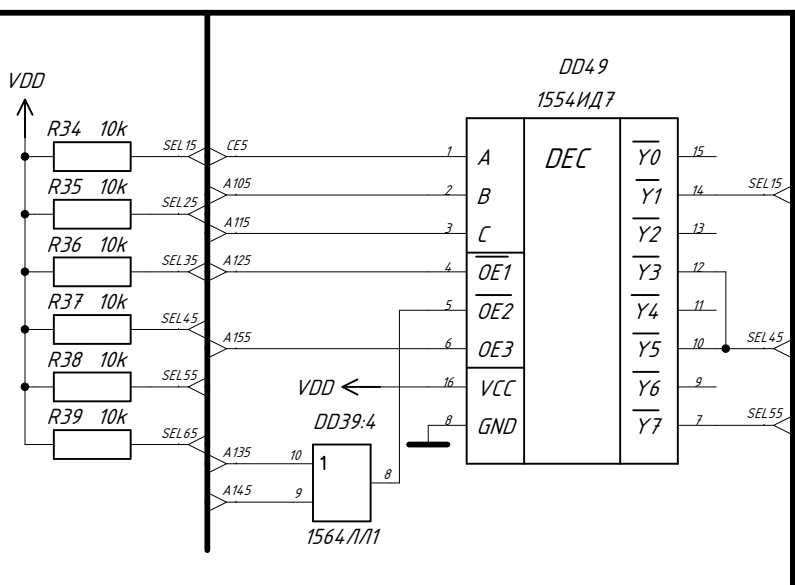 VDD
R34 10k
SEL15
R35 10k
SEL25
R36 10k
SEL35
R37 10k
SEL45
R38 10k
SEL55
R39 10k
SEL65
CE5
A105
A115
A125
A155
A135
A145
VDD
DD39:4
10
9
1
8
1564ЛЛ1
DD49
1554ИД7
DEC
1 A
2 B
3 C
4 OE1
5 OE2
6 OE3
16 VCC
8 GND
Y0 15
Y1 14 SEL15
Y2 13
Y3 12
Y4 11
Y5 10 SEL45
Y6 9
Y7 7 SEL55